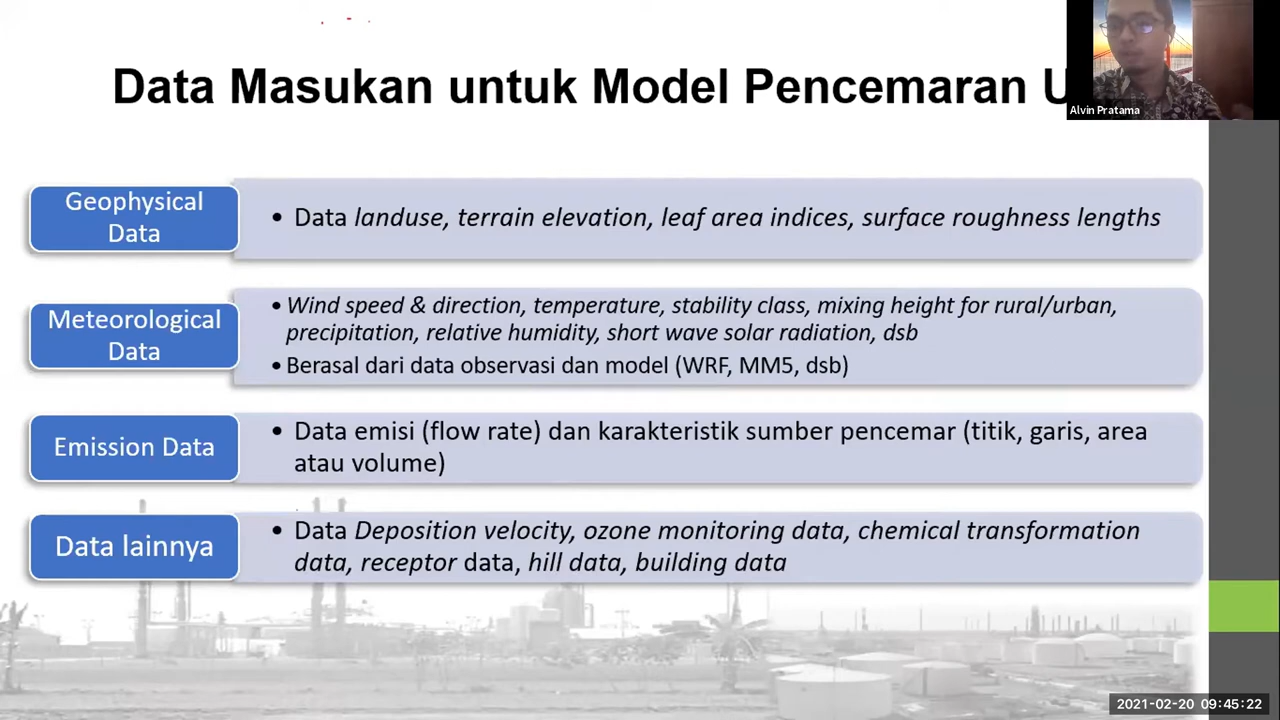 Data Masukan untuk Model Pencemaran
Alvin Pratama
Geophysical
Data
• Data landuse, terrain elevation, leaf area indices, surface roughness lengths
Meteorological
Data
• Wind speed & direction, temperature, stability class, mixing height for rural/urban,
precipitation, relative humidity, short wave solar radiation, dsb
• Berasal dari data observasi dan model (WRF, MM5, dsb)
Emission Data
• Data emisi (flow rate) dan karakteristik sumber pencemar (titik, garis, area
atau volume)
Data lainnya
• Data Deposition velocity, ozone monitoring data, chemical transformation
data, receptor data, hill data, building data
2021-02-20 09:45:22